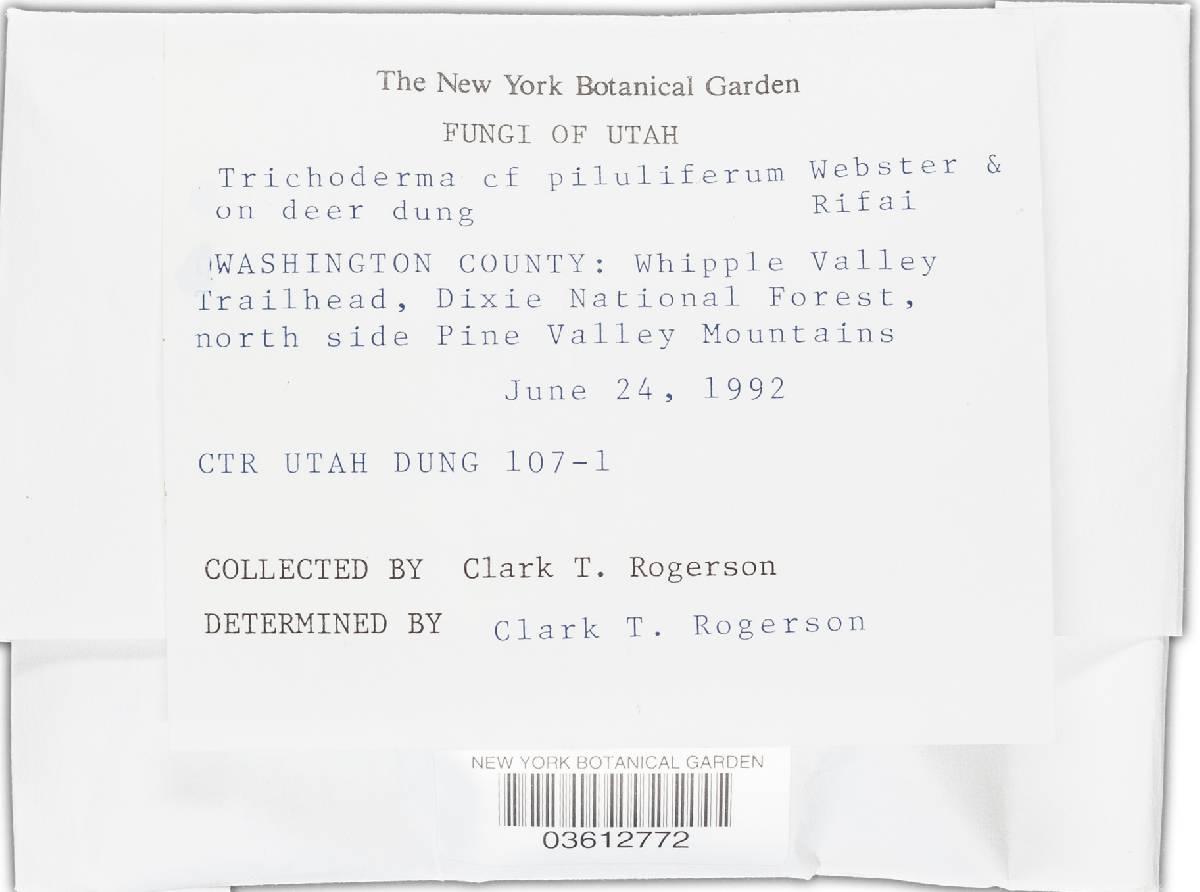 The New York Botanical Garden
FUNGI OF UTAH
Trichoderma cf piluliferum Webster &
on deer dung Rifai
WASHINGTON COUNTY: Whipple Valley
Trailhead, Dixie National Forest,
north side Pine Valley Mountains
June 24, 1992
CTR UTAH DUNG 107-1
COLLECTED BY Clark T. Rogerson
DETERMINED BY Clark T. Rogerson
NEW YORK BOTANICAL GARDEN
03612772